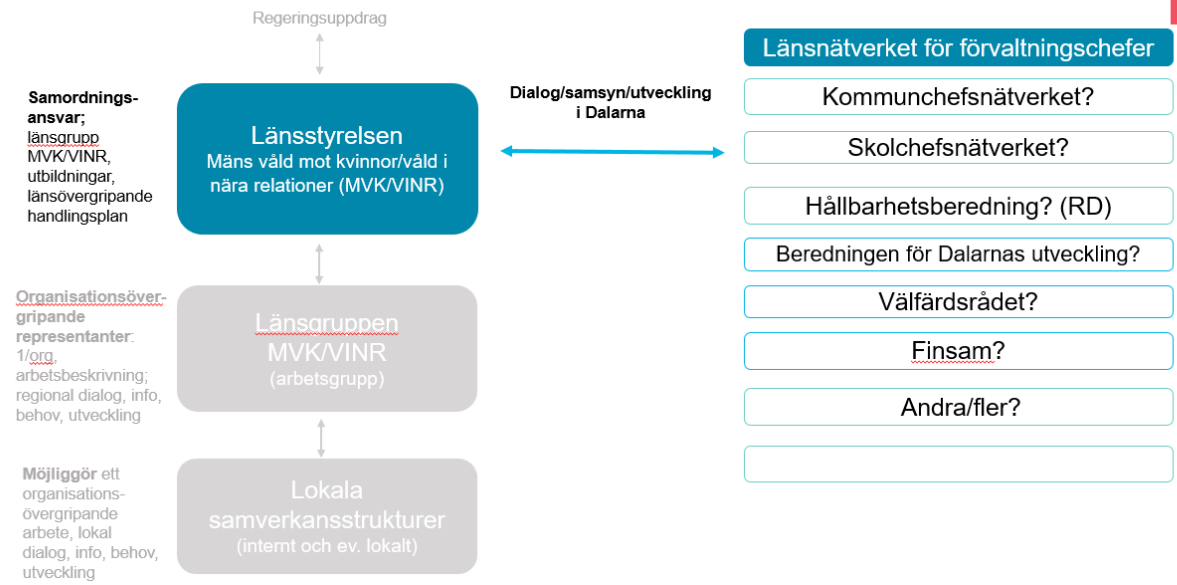 Regeringsuppdrag
Samordnings-
ansvar;
länsgrupp
MVK/VINR,
utbildningar,
länsövergripande
handlingsplan
Länsstyrelsen
Mäns våld mot kvinnor/våld i
nära relationer (MVK/VINR)
Dialog/samsyn/utveckling
i Dalarna
Organisationsöver-
gripande
representanter:
1/org,
arbetsbeskrivning;
regional dialog, info,
behov, utveckling
Länsgruppen
MVK/VINR
(arbetsgrupp)
Möjliggör ett
organisations-
övergripande
arbete, lokal
dialog, info, behov,
utveckling
Lokala
samverkansstrukturer
(internt och ev. lokalt)
Länsnätverket för förvaltningschefer
Kommunchefsnätverket?
Skolchefsnätverket?
Hållbarhetsberedning? (RD)
Beredningen för Dalarnas utveckling?
Välfärdsrådet?
Finsam?
Andra/fler?